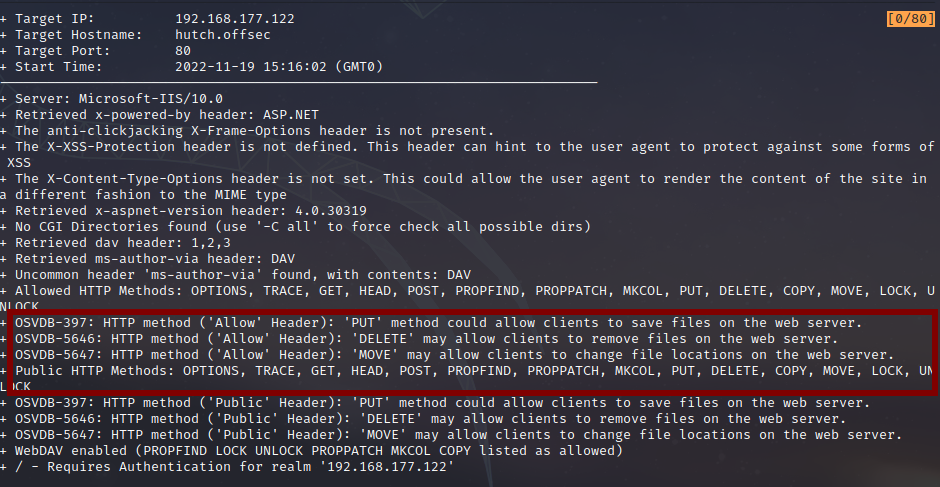 + Target IP:          192.168.177.122
[0/80]
+ Target Hostname:    hutch.offsec
+ Target Port:        80
+ Start Time:         2022-11-19 15:16:02 (GMT0)
+ Server: Microsoft-IIS/10.0
+ Retrieved x-powered-by header: ASP.NET
+ The anti-clickjacking X-Frame-Options header is not present.
+ The X-XSS-Protection header is not defined. This header can hint to the user agent to protect against some forms of
XSS
+ The X-Content-Type-Options header is not set. This could allow the user agent to render the content of the site in
a different fashion to the MIME type
+ Retrieved x-aspnet-version header: 4.0.30319
+ No CGI Directories found (use '-C all' to force check all possible dirs)
+ Retrieved dav header: 1,2,3
+ Retrieved ms-author-via header: DAV
+ Uncommon header 'ms-author-via' found, with contents: DAV
+ Allowed HTTP Methods: OPTIONS, TRACE, GET, HEAD, POST, PROPFIND, PROPPATCH, MKCOL, PUT, DELETE, COPY, MOVE, LOCK, U
NLOCK
+ OSVDB-397: HTTP method ('Allow' Header): 'PUT' method could allow clients to save files on the web server.
+ OSVDB-5646: HTTP method ('Allow' Header): 'DELETE' may allow clients to remove files on the web server.
+ OSVDB-5647: HTTP method ('Allow' Header): 'MOVE' may allow clients to change file locations on the web server.
+ Public HTTP Methods: OPTIONS, TRACE, GET, HEAD, POST, PROPFIND, PROPPATCH, MKCOL, PUT, DELETE, COPY, MOVE, LOCK, UN
LOCK
+ OSVDB-397: HTTP method ('Public' Header): 'PUT' method could allow clients to save files on the web server.
+ OSVDB-5646: HTTP method ('Public' Header): 'DELETE' may allow clients to remove files on the web server.
+ OSVDB-5647: HTTP method ('Public' Header): 'MOVE' may allow clients to change file locations on the web server.
+ WebDAV enabled (PROPFIND LOCK UNLOCK PROPPATCH MKCOL COPY listed as allowed)
+ / - Requires Authentication for realm '192.168.177.122'